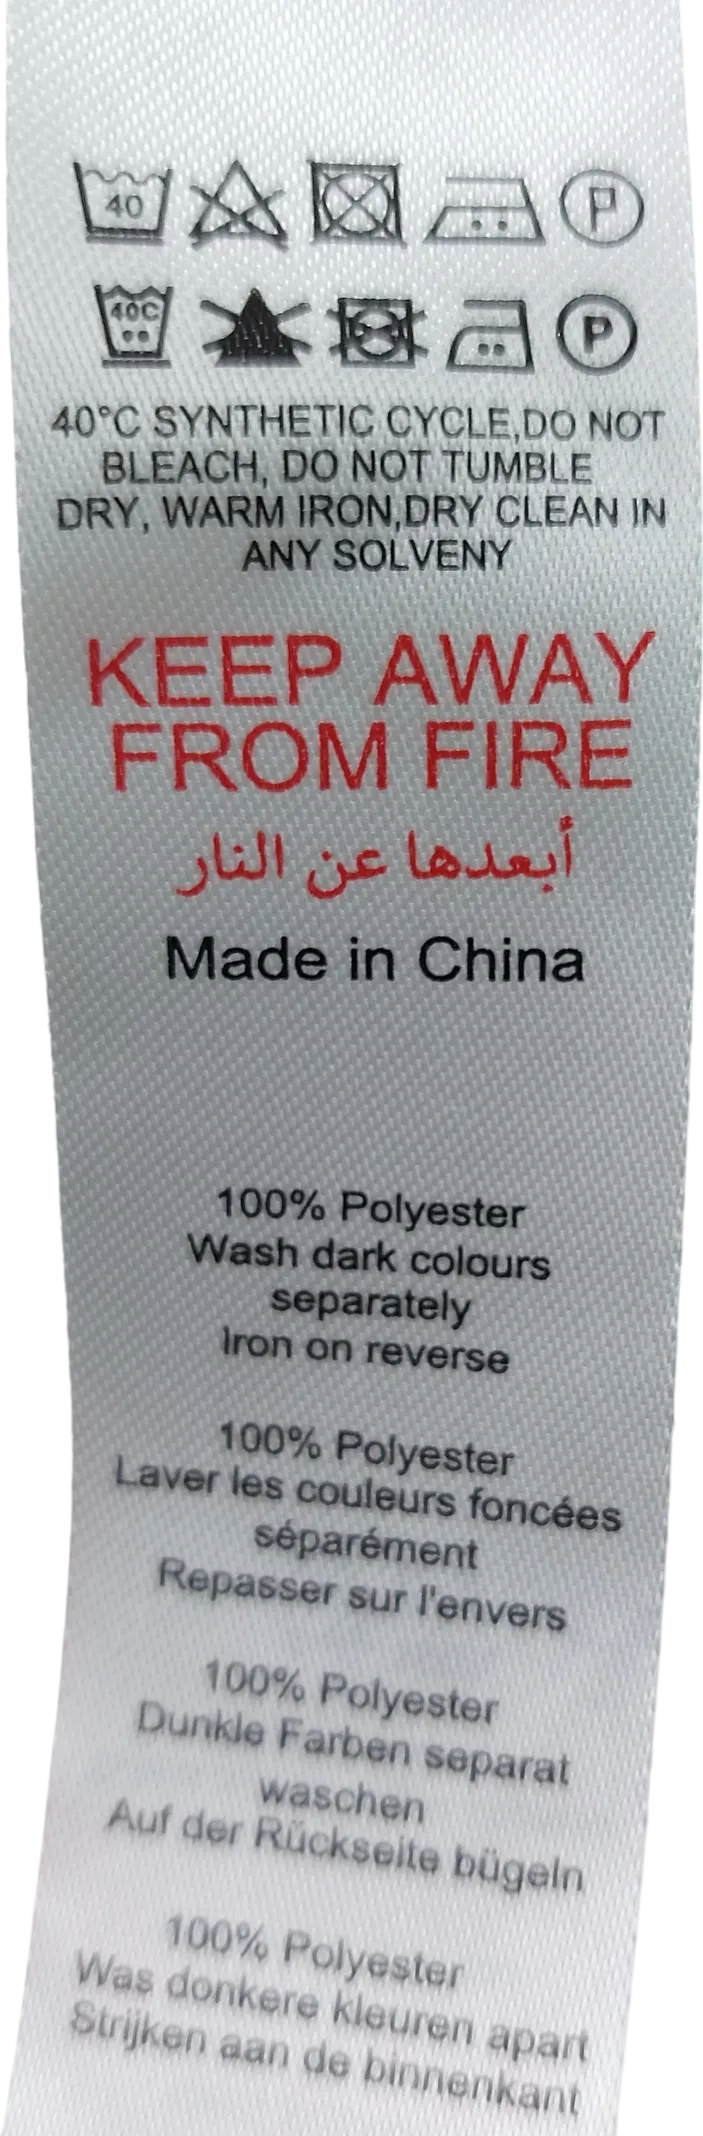 40 P
40C P
40°C SYNTHETIC CYCLE,DO NOT
BLEACH, DO NOT TUMBLE
DRY, WARM IRON,DRY CLEAN IN
ANY SOLVENY
KEEP AWAY
FROM FIRE
أبعدها عن النار
Made in China
100% Polyester
Wash dark colours
separately
Iron on reverse
100% Polyester
Laver les couleurs foncées
séparément
Repasser sur l'envers
100% Polyester
Dunkle Farben separat
waschen
Auf der Rückseite bügeln
100% Polyester
Was donkere kleuren apart
Strijken aan de binnenkant